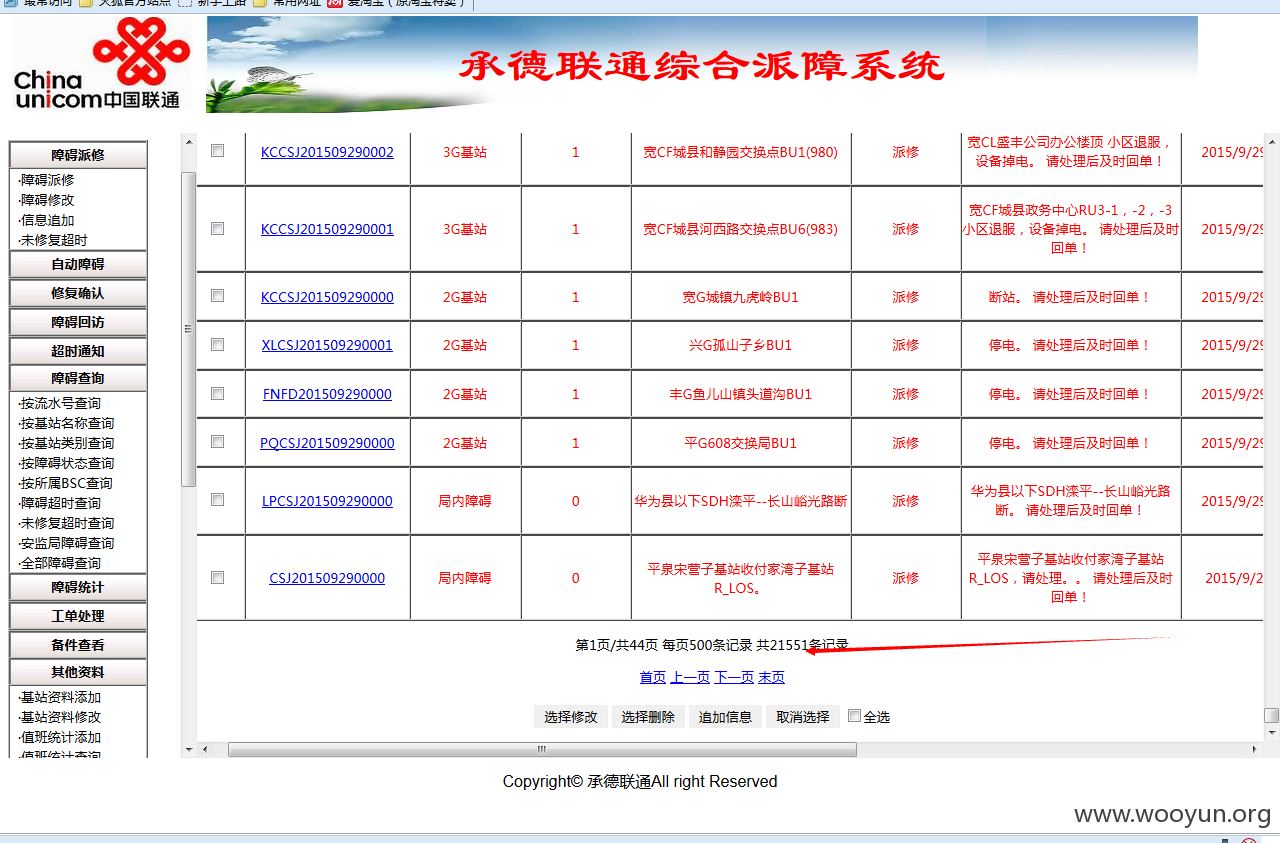 最常访问 火狐官方站点 新手上路 常用网址 爱淘宝 ( 原淘宝特卖 )
China
unicom中国联通
承德联通综合派障系统
障碍派修
·障碍派修
·障碍修改
·信息追加
·未修复超时
自动障碍
修复确认
障碍回访
超时通知
障碍查询
·按流水号查询
·按基站名称查询
·按基站类别查询
·按障碍状态查询
·按所属BSC查询
·障碍超时查询
·未修复超时查询
·安监局障碍查询
·全部障碍查询
障碍统计
工单处理
备件查看
其他资料
·基站资料添加
·基站资料修改
·值班统计添加
·值班统计查询
KCCSJ201509290002 3G基站 1 宽CF城县和静园交换点BU1(980) 派修 宽CL盛丰公司办公楼顶 小区退服，
设备掉电。 请处理后及时回单！ 2015/9/29
KCCSJ201509290001 3G基站 1 宽CF城县河西路交换点BU6(983) 派修 宽CF城县政务中心RU3-1，-2，-3
小区退服，设备掉电。 请处理后及时
回单！ 2015/9/29
KCCSJ201509290000 2G基站 1 宽G城镇九虎岭BU1 派修 断站。 请处理后及时回单！ 2015/9/29
XLCSJ201509290001 2G基站 1 兴G孤山子乡BU1 派修 停电。 请处理后及时回单！ 2015/9/29
FNFD201509290000 2G基站 1 丰G鱼儿山镇头道沟BU1 派修 停电。 请处理后及时回单！ 2015/9/29
PQCSJ201509290000 2G基站 1 平G608交换局BU1 派修 停电。 请处理后及时回单！ 2015/9/29
LPCSJ201509290000 局内障碍 0 华为县以下SDH滦平--长山峪光路断 派修 华为县以下SDH滦平--长山峪光路
断。 请处理后及时回单！ 2015/9/29
CSJ201509290000 局内障碍 0 平泉宋营子基站收付家湾子基站
R_LOS。 派修 平泉宋营子基站收付家湾子基站
R_LOS，请处理。。 请处理后及时
回单！ 2015/9/2
第1页/共44页 每页500条记录 共21551条记录
首页 上一页 下一页 末页
选择修改 选择删除 追加信息 取消选择 全选
Copyright© 承德联通All right Reserved
www.wooyun.org